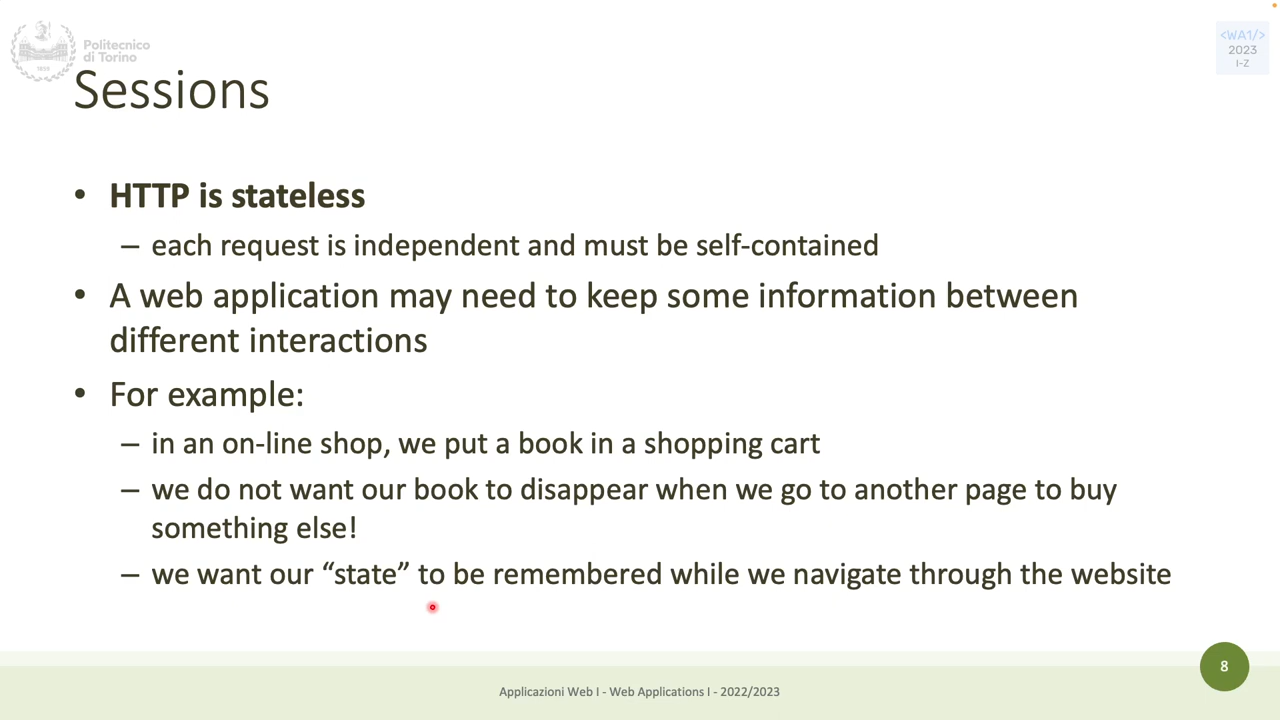 Politecnico
di Torino
1859
<WA1/>
2023
I-Z
Sessions
• HTTP is stateless
– each request is independent and must be self-contained
• A web application may need to keep some information between
different interactions
• For example:
– in an on-line shop, we put a book in a shopping cart
– we do not want our book to disappear when we go to another page to buy
something else!
– we want our “state” to be remembered while we navigate through the website
8
Applicazioni Web I - Web Applications I - 2022/2023